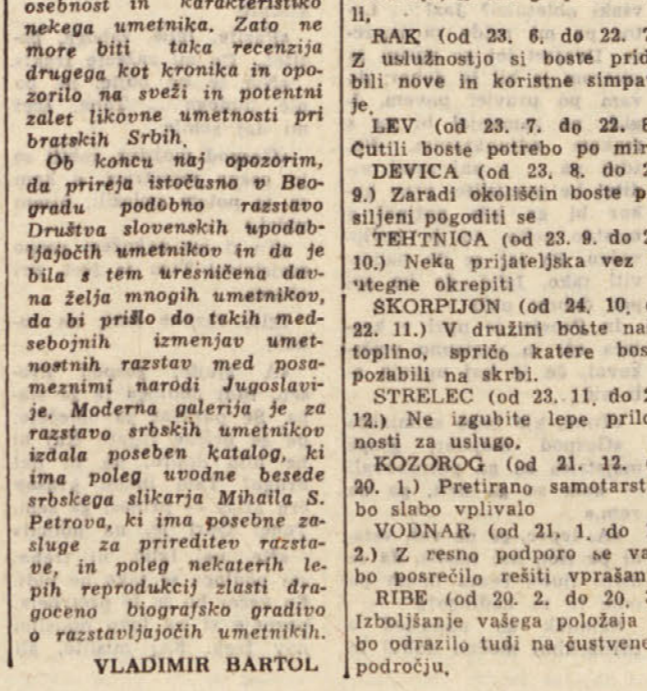 osebnost in karakteristiko
nekega umetnika. Zato ne
more biti taka recenzija
drugega kot kronika in opo-
zorilo na sveži in potentni
zalet likovne umetnosti pri
bratskih Srbih.
Ob koncu naj opozorim,
da prireja istočasno v Beo-
gradu podobno razstavo
Društva slovenskih upodab-
ljajočih umetnikov in da je
bila s tem uresničena dav-
na želja mnogih umetnikov,
da bi prišlo do takih med-
sebojnih izmenjav umet-
nostnih razstav med posa-
meznimi narodi Jugoslavi-
je. Moderna galerija je za
razstavo srbskih umetnikov
izdala poseben katalog, ki
ima poleg uvodne besede
srbskega slikarja Mihaila S.
Petrova, ki ima posebne za-
sluge za prireditev razsta-
ve, in poleg nekaterih le-
pih reprodukcij zlasti dra-
goceno biografsko gradivo
o razstavljajočih umetnikih.
VLADIMIR BARTOL
li.
RAK (od 23. 6. do 22. 7
Z uslužnostjo si boste prid
bili nove in koristne simpa
je.
LEV (od 23. 7. do 22. 8
Čutili boste potrebo po mir
DEVICA (od 23. 8. do 2
9.) Zaradi okoliščin boste p
siljeni pogoditi se
TEHTNICA (od 23. 9. do 2
10.) Neka prijateljska vez
utegne okrepiti
ŠKORPIJON (od 24. 10.
22. 11.) V družini boste na
toplino, spričo katere bos
pozabili na skrbi.
STRELEC (od 23. 11. do 2
12.) Ne izgubite lepe prilo
nosti za uslugo.
KOZOROG (od 21. 12.
20. 1.) Pretirano samotarst
bo slabo vplivalo
VODNAR (od 21. 1. do
2.) Z resno podporo se va
bo posrečilo rešiti vprašan
RIBE (od 20. 2. do 20. 3
Izboljšanje vašega položaja
bo odrazilo tudi na čustvene
področju.